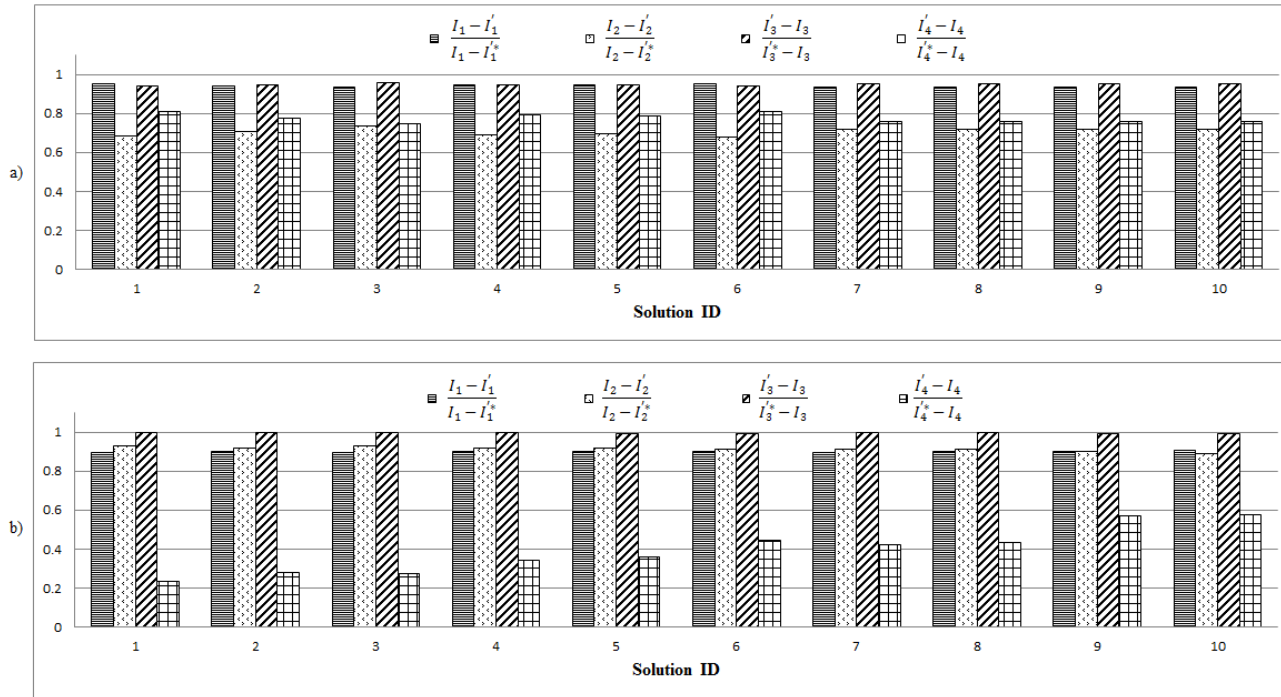 I₁ − I₁′ / I₁ − I₁′* I₂ − I₂′ / I₂ − I₂′* I₃′ − I₃ / I₃′* − I₃ I₄′ − I₄ / I₄′* − I₄
1
0.8
0.6
a)
0.4
0.2
0
1 2 3 4 5 6 7 8 9 10
Solution ID
I₁ − I₁′ / I₁ − I₁′* I₂ − I₂′ / I₂ − I₂′* I₃′ − I₃ / I₃′* − I₃ I₄′ − I₄ / I₄′* − I₄
1
0.8
0.6
b)
0.4
0.2
0
1 2 3 4 5 6 7 8 9 10
Solution ID